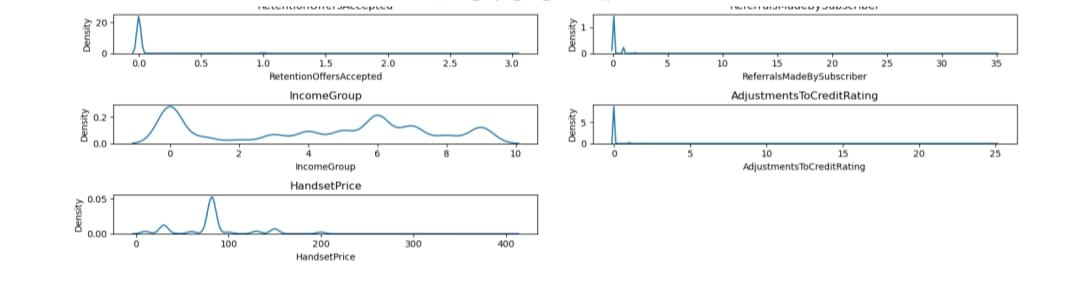 RetentionOffersAccepted
ReferralsMadeBySubscriber
Density
20
0
0.0 0.5 1.0 1.5 2.0 2.5 3.0
RetentionOffersAccepted
Density
1
0
0 5 10 15 20 25 30 35
ReferralsMadeBySubscriber
IncomeGroup
Density
0.2
0.0
0 2 4 6 8 10
IncomeGroup
AdjustmentsToCreditRating
Density
5
0
0 5 10 15 20 25
AdjustmentsToCreditRating
HandsetPrice
Density
0.05
0.00
0 100 200 300 400
HandsetPrice